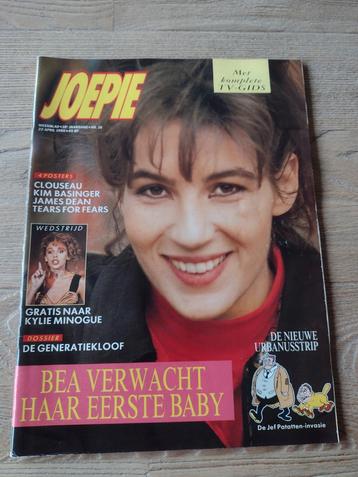 JOEPIE
Met
komplete
TV-GIDS
4 POSTERS
CLOUSEAU
KIM BASINGER
JAMES DEAN
TEARS FOR FEARS
WEDSTRIJD
GRATIS NAAR
KYLIE MINOGUE
DOSSIER
DE GENERATIEKLOOF
BEA VERWACHT
HAAR EERSTE BABY
DE NIEUWE
URBANUSSTRIP
De Jef Patatten-invasie